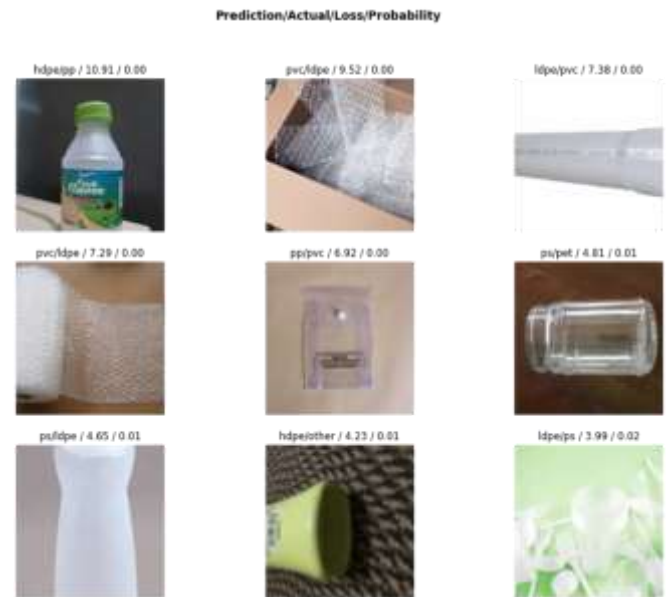 Prediction/Actual/Loss/Probability
hdpe/pp / 10.91 / 0.00
pvc/ldpe / 9.52 / 0.00
ldpe/pvc / 7.38 / 0.00
pvc/ldpe / 7.29 / 0.00
pp/pvc / 6.92 / 0.00
ps/pet / 4.81 / 0.01
ps/ldpe / 4.65 / 0.01
hdpe/other / 4.23 / 0.01
ldpe/ps / 3.99 / 0.02